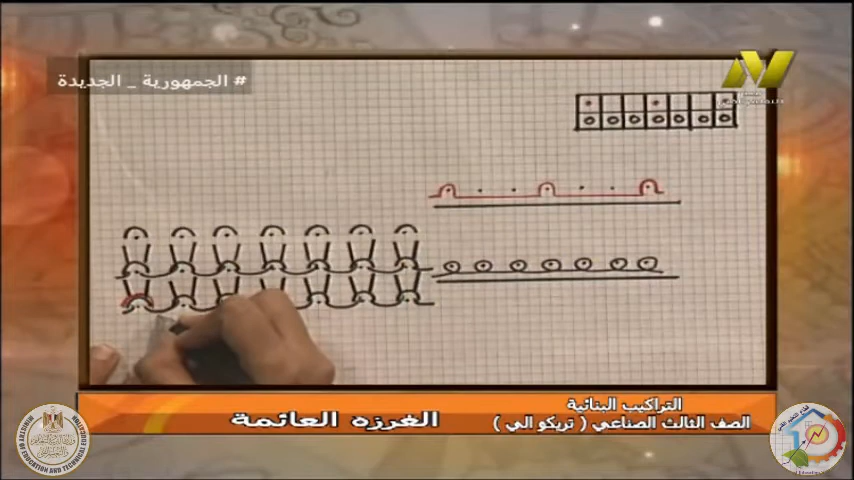 # الجمهورية _ الجديدة
التراكيب البنائية
الصف الثالث الصناعي ( تريكو الي )
الغرزه العائمة